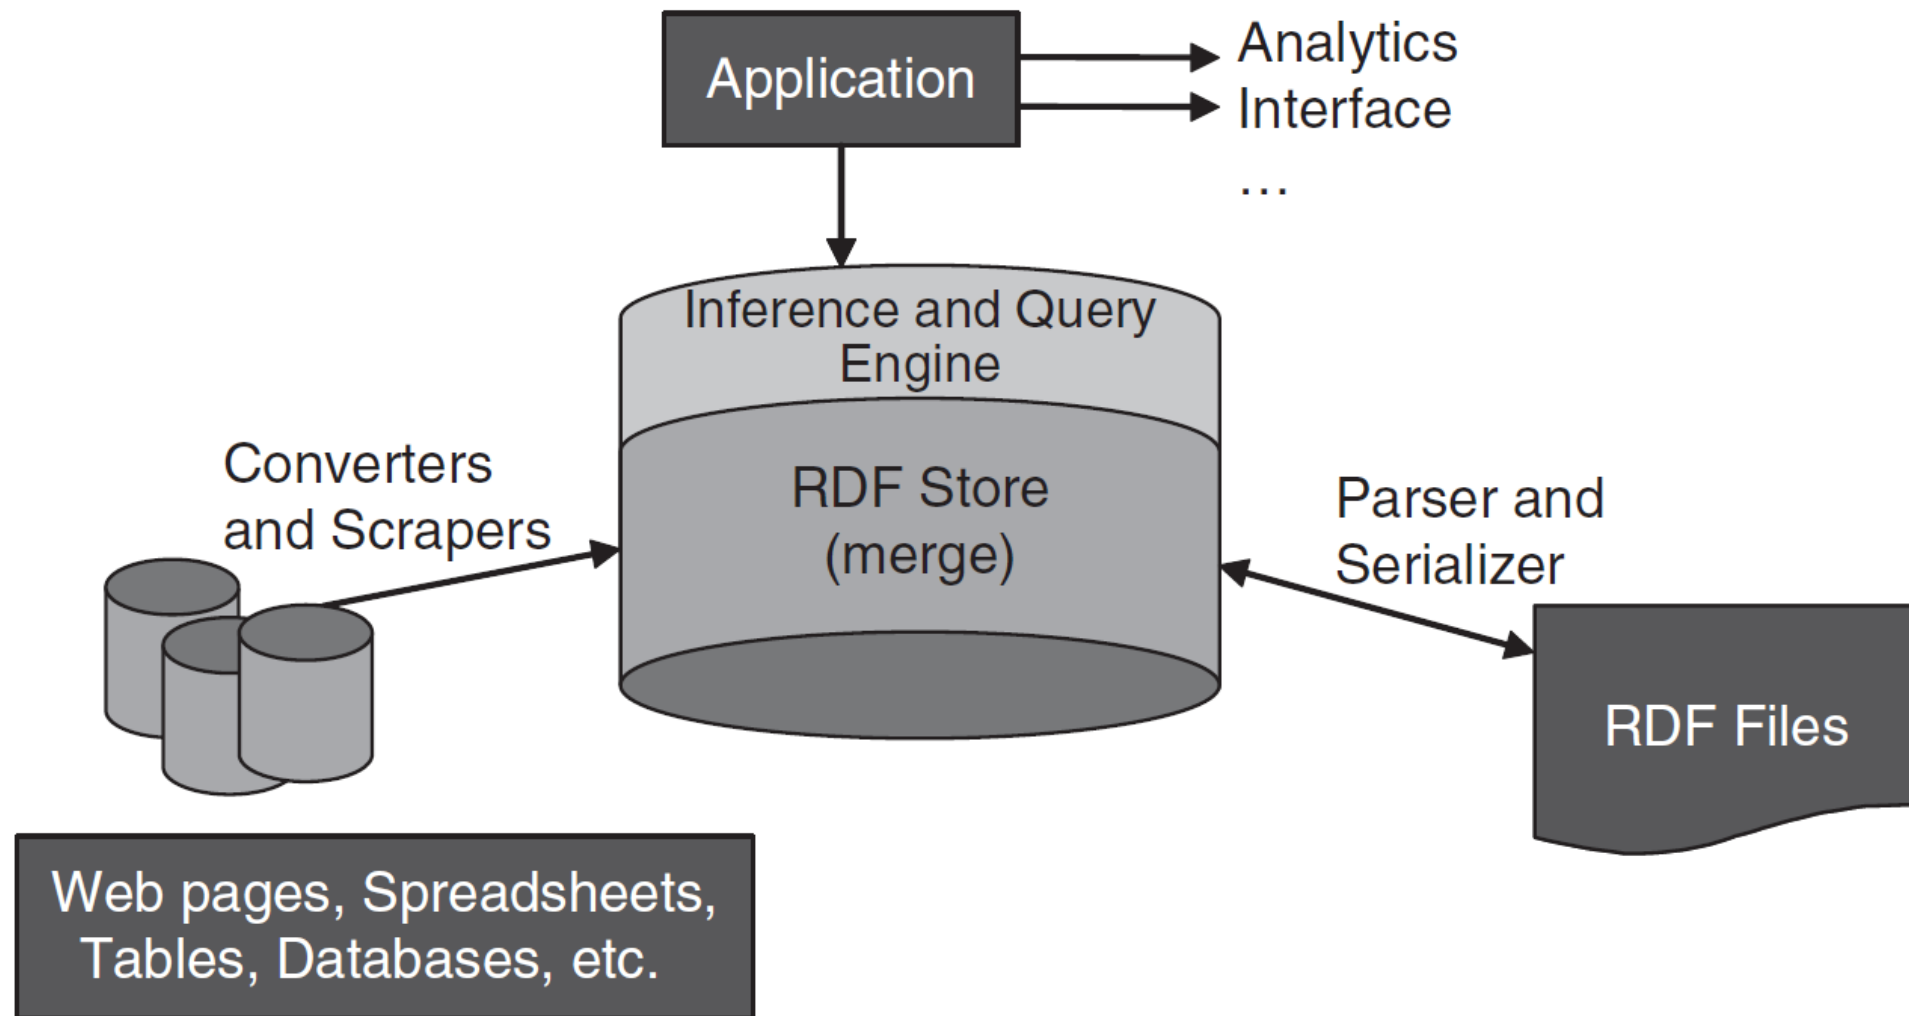 Application
Analytics
Interface
…
Inference and Query
Engine
RDF Store
(merge)
Converters
and Scrapers
Parser and
Serializer
RDF Files
Web pages, Spreadsheets,
Tables, Databases, etc.